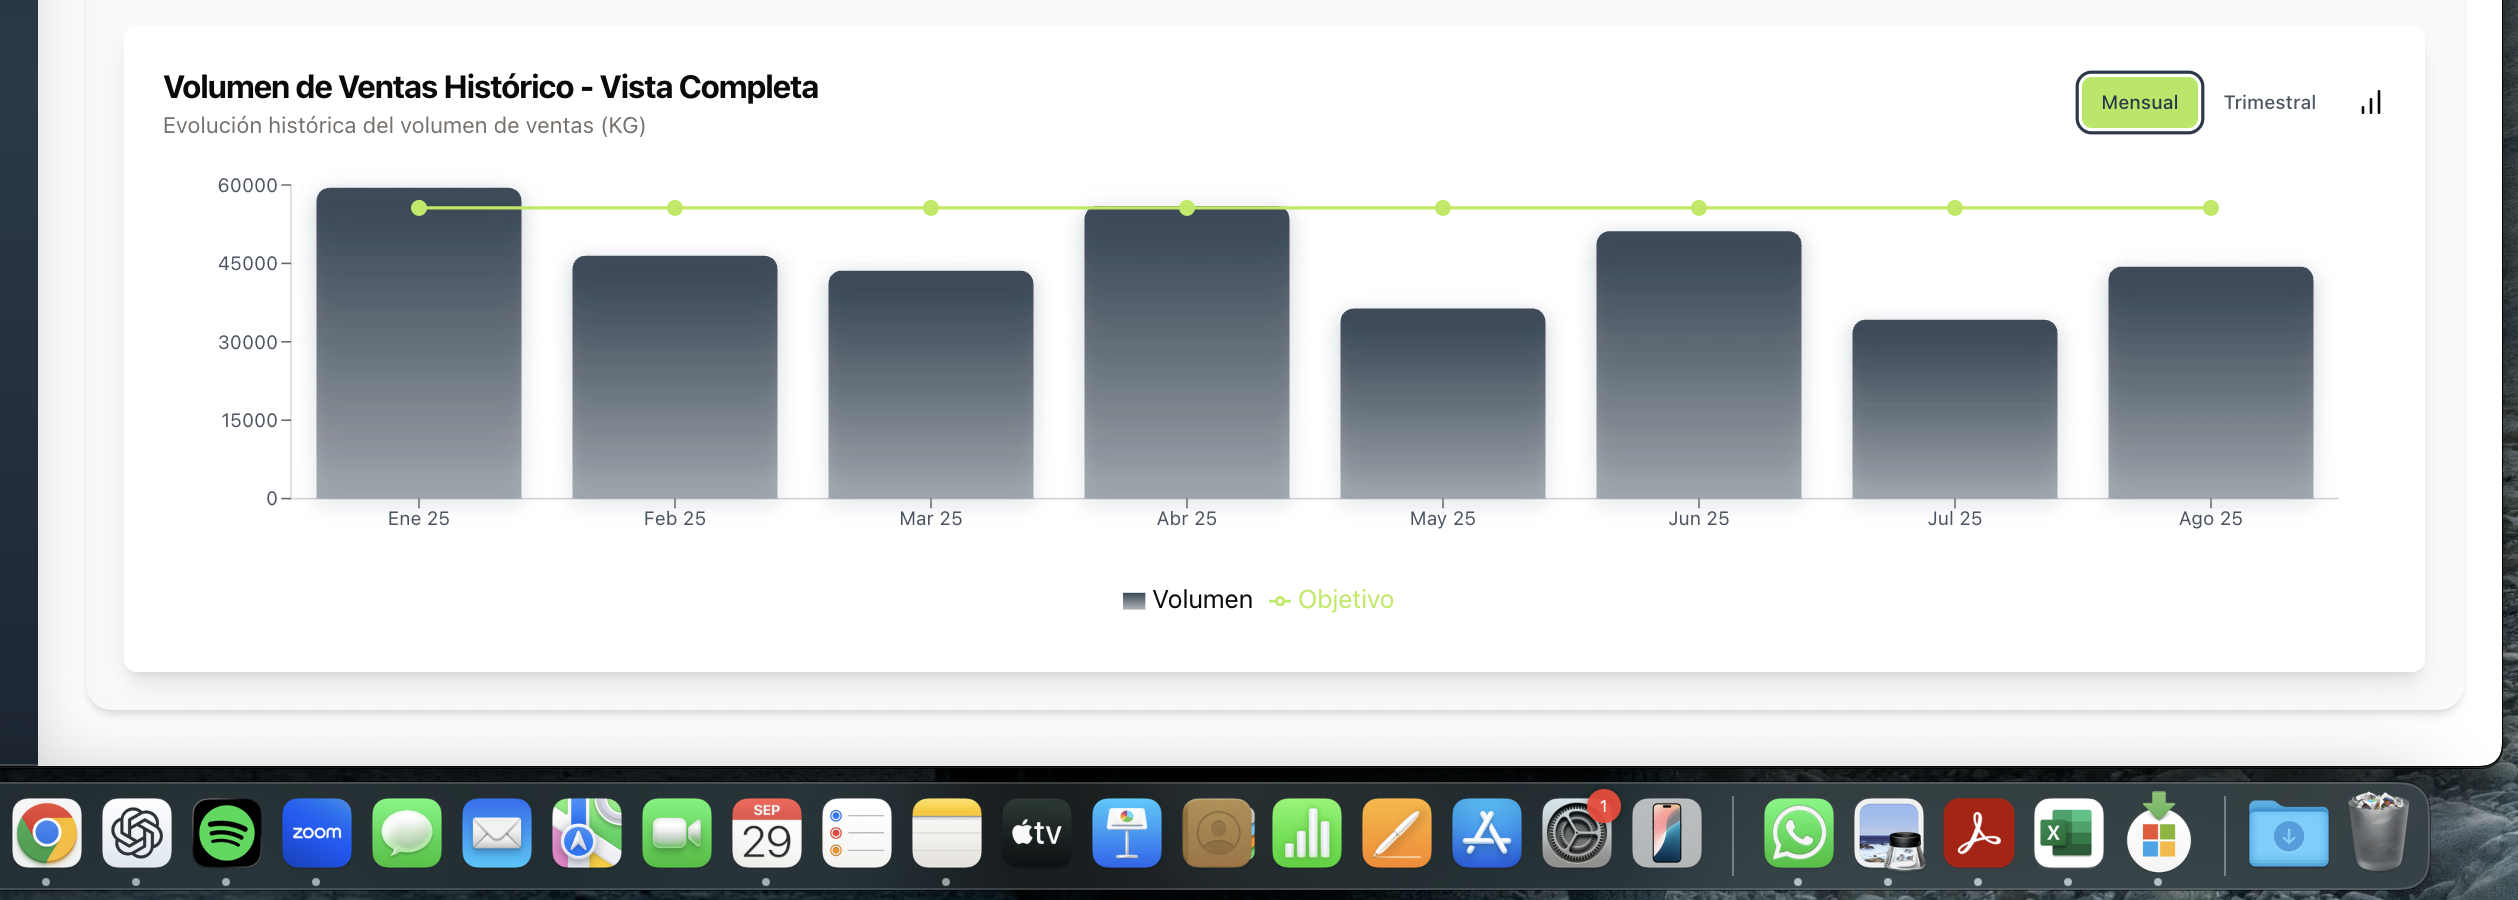 Volumen de Ventas Histórico - Vista Completa
Evolución histórica del volumen de ventas (KG)
Mensual Trimestral
60000
45000
30000
15000
0
Ene 25 Feb 25 Mar 25 Abr 25 May 25 Jun 25 Jul 25 Ago 25
Volumen Objetivo
zoom
SEP
29
tv
1
X